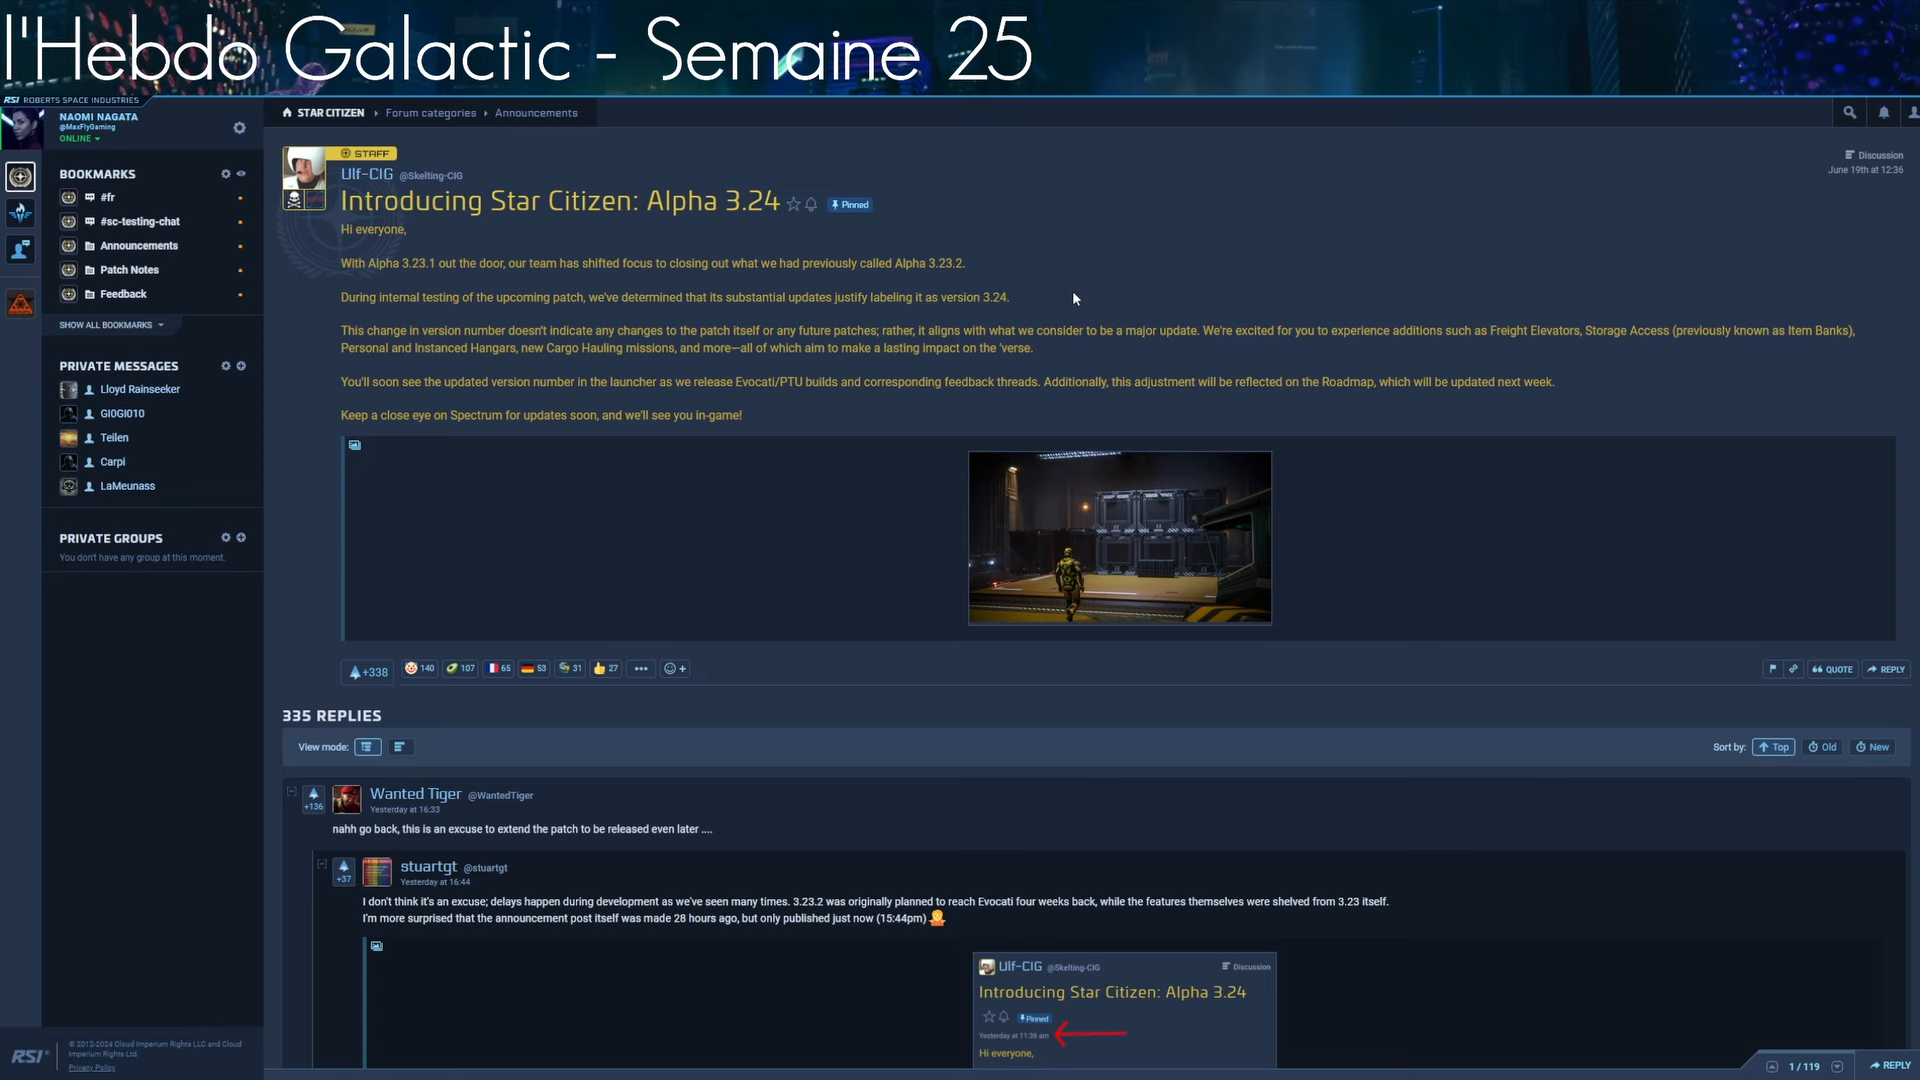 l'Hebdo Galactic - Semaine 25
RSI ROBERTS SPACE INDUSTRIES
NAOMI NAGATA
@MaxFlyGaming
ONLINE
BOOKMARKS
#fr
#sc-testing-chat
Announcements
Patch Notes
Feedback
SHOW ALL BOOKMARKS
PRIVATE MESSAGES
Lloyd Rainseeker
GI0GI010
Teilen
Carpi
LaMeunass
PRIVATE GROUPS
You don't have any group at this moment.
RSI
© 2012-2024 Cloud Imperium Rights LLC and Cloud
Imperium Rights Ltd.
Privacy Policy
STAR CITIZEN Forum categories Announcements
STAFF
Ulf-CIG @Skelting-CIG
Discussion
June 19th at 12:36
Introducing Star Citizen: Alpha 3.24 Pinned
Hi everyone,
With Alpha 3.23.1 out the door, our team has shifted focus to closing out what we had previously called Alpha 3.23.2.
During internal testing of the upcoming patch, we've determined that its substantial updates justify labeling it as version 3.24.
This change in version number doesn't indicate any changes to the patch itself or any future patches; rather, it aligns with what we consider to be a major update. We're excited for you to experience additions such as Freight Elevators, Storage Access (previously known as Item Banks),
Personal and Instanced Hangars, new Cargo Hauling missions, and more—all of which aim to make a lasting impact on the 'verse.
You'll soon see the updated version number in the launcher as we release Evocati/PTU builds and corresponding feedback threads. Additionally, this adjustment will be reflected on the Roadmap, which will be updated next week.
Keep a close eye on Spectrum for updates soon, and we'll see you in-game!
+338 140 107 65 53 31 27 ••• +
QUOTE REPLY
335 REPLIES
View mode:
Sort by: Top Old New
+136
Wanted Tiger @WantedTiger
Yesterday at 16:33
nahh go back, this is an excuse to extend the patch to be released even later ....
+37
stuartgt @stuartgt
Yesterday at 16:44
I don't think it's an excuse; delays happen during development as we've seen many times. 3.23.2 was originally planned to reach Evocati four weeks back, while the features themselves were shelved from 3.23 itself.
I'm more surprised that the announcement post itself was made 28 hours ago, but only published just now (15:44pm)
Ulf-CIG @Skelting-CIG Discussion
Introducing Star Citizen: Alpha 3.24
Pinned
Yesterday at 11:36 am
Hi everyone,
1 / 119
REPLY